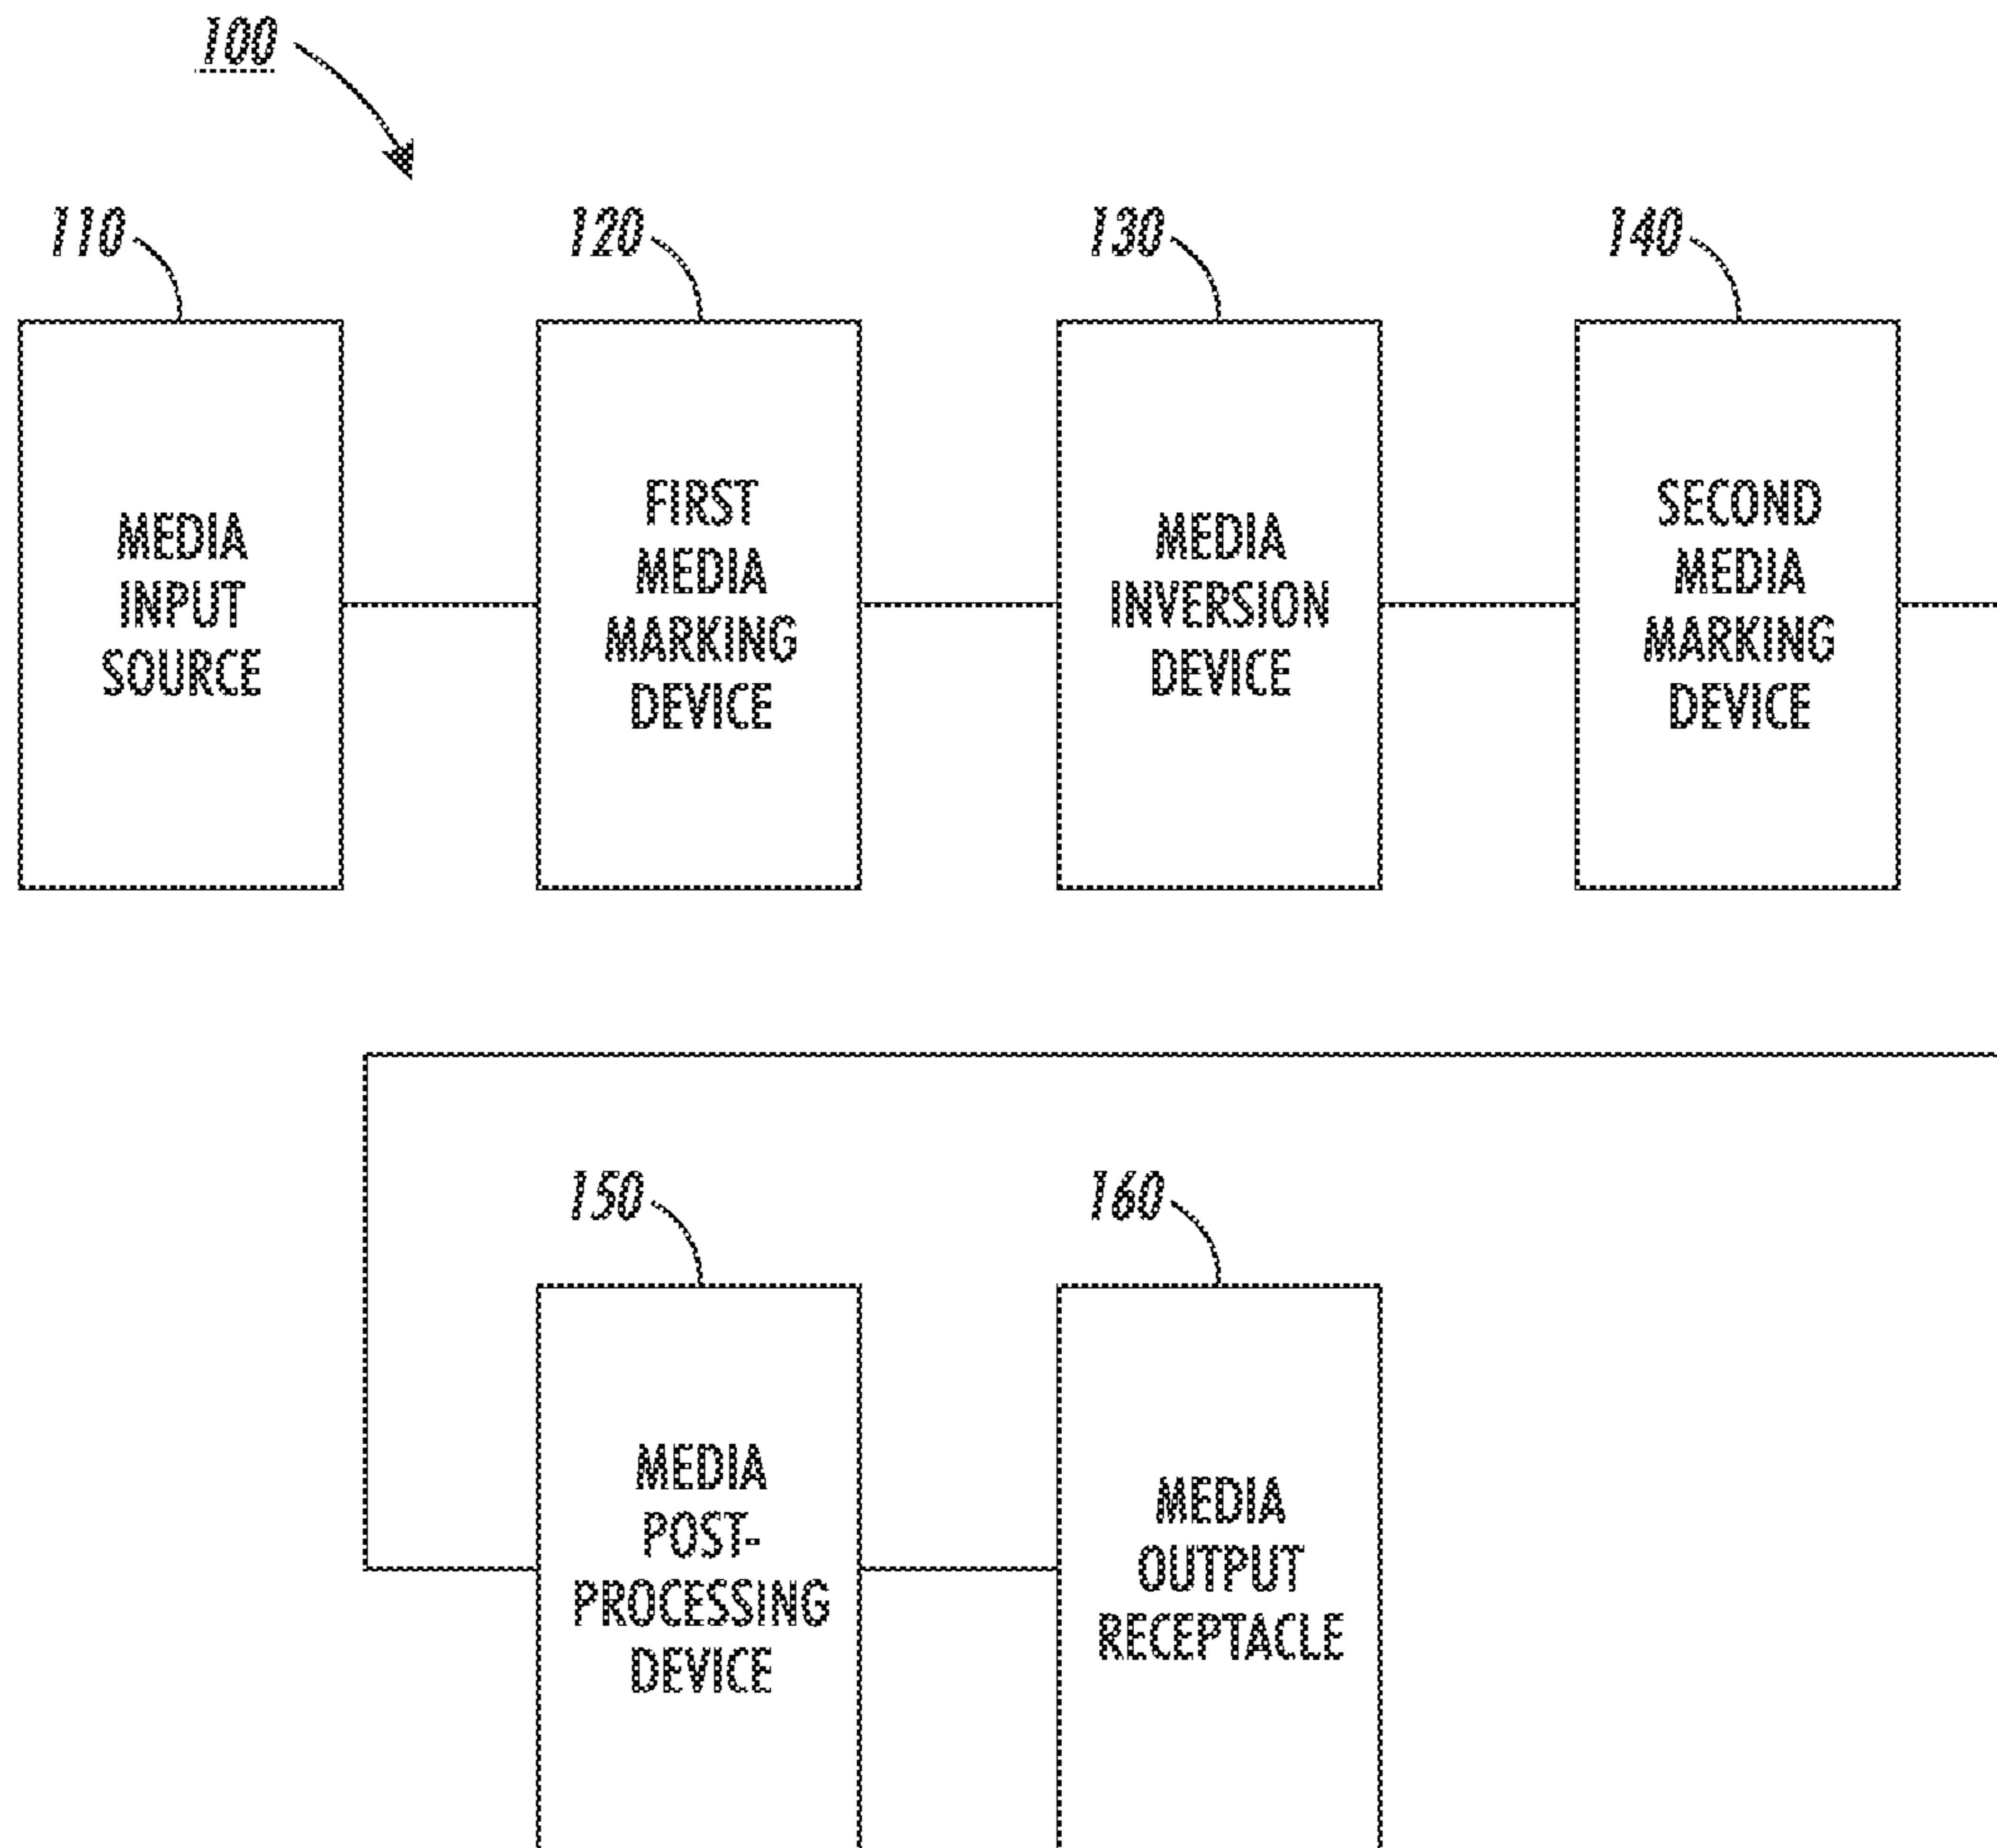 100
110
120
130
140
MEDIA
INPUT
SOURCE
FIRST
MEDIA
MARKING
DEVICE
MEDIA
INVERSION
DEVICE
SECOND
MEDIA
MARKING
DEVICE
150
160
MEDIA
POST-
PROCESSING
DEVICE
MEDIA
OUTPUT
RECEPTACLE